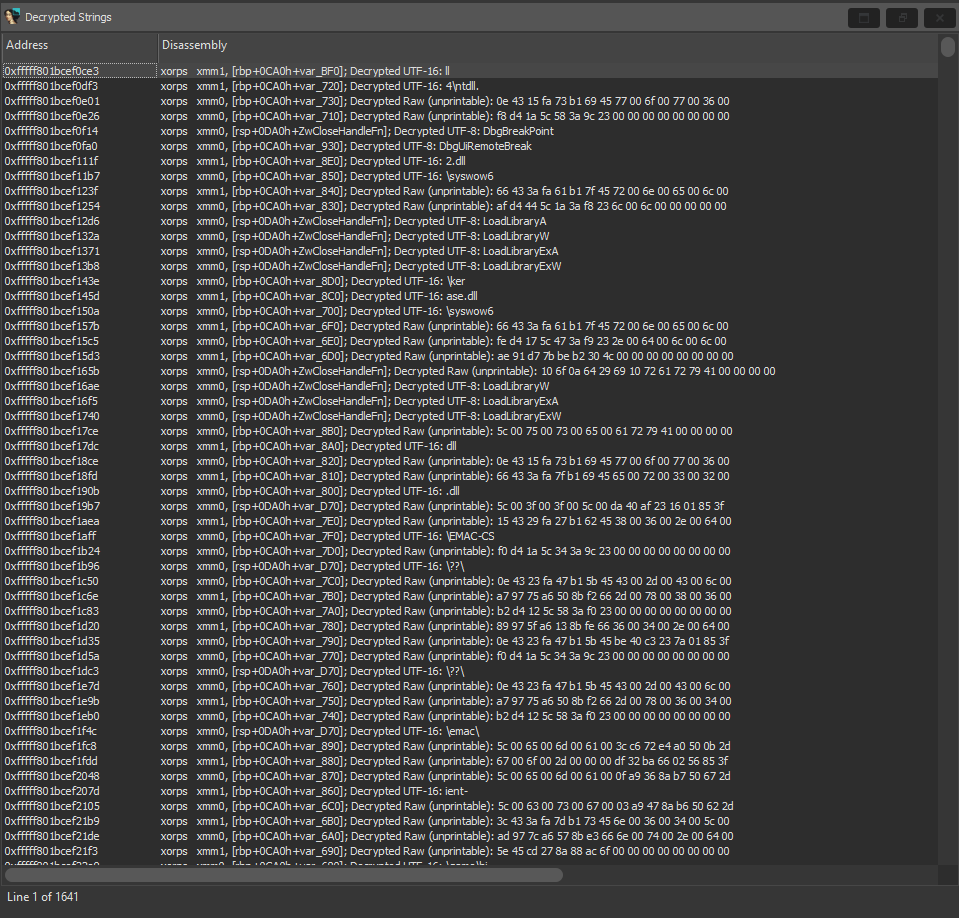 Decrypted Strings
Address Disassembly
0xfffff801bcef0ce3 xorps xmm1, [rbp+0CA0h+var_BF0]; Decrypted UTF-16: ll
0xfffff801bcef0df3 xorps xmm1, [rbp+0CA0h+var_720]; Decrypted UTF-16: 4\ntdll.
0xfffff801bcef0e01 xorps xmm0, [rbp+0CA0h+var_730]; Decrypted Raw (unprintable): 0e 43 15 fa 73 b1 69 45 77 00 6f 00 77 00 36 00
0xfffff801bcef0e26 xorps xmm0, [rbp+0CA0h+var_710]; Decrypted Raw (unprintable): f8 d4 1a 5c 58 3a 9c 23 00 00 00 00 00 00 00 00
0xfffff801bcef0f14 xorps xmm0, [rsp+0DA0h+ZwCloseHandleFn]; Decrypted UTF-8: DbgBreakPoint
0xfffff801bcef0fa0 xorps xmm0, [rbp+0CA0h+var_930]; Decrypted UTF-8: DbgUiRemoteBreak
0xfffff801bcef111f xorps xmm1, [rbp+0CA0h+var_8E0]; Decrypted UTF-16: 2.dll
0xfffff801bcef11b7 xorps xmm0, [rbp+0CA0h+var_850]; Decrypted UTF-16: \syswow6
0xfffff801bcef123f xorps xmm1, [rbp+0CA0h+var_840]; Decrypted Raw (unprintable): 66 43 3a fa 61 b1 7f 45 72 00 6e 00 65 00 6c 00
0xfffff801bcef1254 xorps xmm0, [rbp+0CA0h+var_830]; Decrypted Raw (unprintable): af d4 44 5c 1a 3a f8 23 6c 00 6c 00 00 00 00 00
0xfffff801bcef12d6 xorps xmm0, [rsp+0DA0h+ZwCloseHandleFn]; Decrypted UTF-8: LoadLibraryA
0xfffff801bcef132a xorps xmm0, [rsp+0DA0h+ZwCloseHandleFn]; Decrypted UTF-8: LoadLibraryW
0xfffff801bcef1371 xorps xmm0, [rsp+0DA0h+ZwCloseHandleFn]; Decrypted UTF-8: LoadLibraryExA
0xfffff801bcef13b8 xorps xmm0, [rsp+0DA0h+ZwCloseHandleFn]; Decrypted UTF-8: LoadLibraryExW
0xfffff801bcef143e xorps xmm0, [rbp+0CA0h+var_8D0]; Decrypted UTF-16: \ker
0xfffff801bcef145d xorps xmm1, [rbp+0CA0h+var_8C0]; Decrypted UTF-16: ase.dll
0xfffff801bcef150a xorps xmm0, [rbp+0CA0h+var_700]; Decrypted UTF-16: \syswow6
0xfffff801bcef157b xorps xmm1, [rbp+0CA0h+var_6F0]; Decrypted Raw (unprintable): 66 43 3a fa 61 b1 7f 45 72 00 6e 00 65 00 6c 00
0xfffff801bcef15c5 xorps xmm0, [rbp+0CA0h+var_6E0]; Decrypted Raw (unprintable): fe d4 17 5c 47 3a f9 23 2e 00 64 00 6c 00 6c 00
0xfffff801bcef15d3 xorps xmm1, [rbp+0CA0h+var_6D0]; Decrypted Raw (unprintable): ae 91 d7 7b be b2 30 4c 00 00 00 00 00 00 00 00
0xfffff801bcef165b xorps xmm0, [rsp+0DA0h+ZwCloseHandleFn]; Decrypted Raw (unprintable): 10 6f 0a 64 29 69 10 72 61 72 79 41 00 00 00 00
0xfffff801bcef16ae xorps xmm0, [rsp+0DA0h+ZwCloseHandleFn]; Decrypted UTF-8: LoadLibraryW
0xfffff801bcef16f5 xorps xmm0, [rsp+0DA0h+ZwCloseHandleFn]; Decrypted UTF-8: LoadLibraryExA
0xfffff801bcef1740 xorps xmm0, [rsp+0DA0h+ZwCloseHandleFn]; Decrypted UTF-8: LoadLibraryExW
0xfffff801bcef17ce xorps xmm0, [rbp+0CA0h+var_8B0]; Decrypted Raw (unprintable): 5c 00 75 00 73 00 65 00 61 72 79 41 00 00 00 00
0xfffff801bcef17dc xorps xmm1, [rbp+0CA0h+var_8A0]; Decrypted UTF-16: dll
0xfffff801bcef18ce xorps xmm0, [rbp+0CA0h+var_820]; Decrypted Raw (unprintable): 0e 43 15 fa 73 b1 69 45 77 00 6f 00 77 00 36 00
0xfffff801bcef18fd xorps xmm1, [rbp+0CA0h+var_810]; Decrypted Raw (unprintable): 66 43 3a fa 7f b1 69 45 65 00 72 00 33 00 32 00
0xfffff801bcef190b xorps xmm0, [rbp+0CA0h+var_800]; Decrypted UTF-16: .dll
0xfffff801bcef19b7 xorps xmm0, [rsp+0DA0h+var_D70]; Decrypted Raw (unprintable): 5c 00 3f 00 3f 00 5c 00 da 40 af 23 16 01 85 3f
0xfffff801bcef1aea xorps xmm1, [rbp+0CA0h+var_7E0]; Decrypted Raw (unprintable): 15 43 29 fa 27 b1 62 45 38 00 36 00 2e 00 64 00
0xfffff801bcef1aff xorps xmm0, [rbp+0CA0h+var_7F0]; Decrypted UTF-16: \EMAC-CS
0xfffff801bcef1b24 xorps xmm0, [rbp+0CA0h+var_7D0]; Decrypted Raw (unprintable): f0 d4 1a 5c 34 3a 9c 23 00 00 00 00 00 00 00 00
0xfffff801bcef1b96 xorps xmm0, [rsp+0DA0h+var_D70]; Decrypted UTF-16: \??\
0xfffff801bcef1c50 xorps xmm0, [rbp+0CA0h+var_7C0]; Decrypted Raw (unprintable): 0e 43 23 fa 47 b1 5b 45 43 00 2d 00 43 00 6c 00
0xfffff801bcef1c6e xorps xmm1, [rbp+0CA0h+var_7B0]; Decrypted Raw (unprintable): a7 97 75 a6 50 8b f2 66 2d 00 78 00 38 00 36 00
0xfffff801bcef1c83 xorps xmm0, [rbp+0CA0h+var_7A0]; Decrypted Raw (unprintable): b2 d4 12 5c 58 3a f0 23 00 00 00 00 00 00 00 00
0xfffff801bcef1d20 xorps xmm1, [rbp+0CA0h+var_780]; Decrypted Raw (unprintable): 89 97 5f a6 13 8b fe 66 36 00 34 00 2e 00 64 00
0xfffff801bcef1d35 xorps xmm0, [rbp+0CA0h+var_790]; Decrypted Raw (unprintable): 0e 43 23 fa 47 b1 5b 45 be 40 c3 23 7a 01 85 3f
0xfffff801bcef1d5a xorps xmm0, [rbp+0CA0h+var_770]; Decrypted Raw (unprintable): f0 d4 1a 5c 34 3a 9c 23 00 00 00 00 00 00 00 00
0xfffff801bcef1dc3 xorps xmm0, [rsp+0DA0h+var_D70]; Decrypted UTF-16: \??\
0xfffff801bcef1e7d xorps xmm0, [rbp+0CA0h+var_760]; Decrypted Raw (unprintable): 0e 43 23 fa 47 b1 5b 45 43 00 2d 00 43 00 6c 00
0xfffff801bcef1e9b xorps xmm1, [rbp+0CA0h+var_750]; Decrypted Raw (unprintable): a7 97 75 a6 50 8b f2 66 2d 00 78 00 36 00 34 00
0xfffff801bcef1eb0 xorps xmm0, [rbp+0CA0h+var_740]; Decrypted Raw (unprintable): b2 d4 12 5c 58 3a f0 23 00 00 00 00 00 00 00 00
0xfffff801bcef1f4c xorps xmm0, [rsp+0DA0h+var_D70]; Decrypted UTF-16: \emac\
0xfffff801bcef1fc8 xorps xmm0, [rbp+0CA0h+var_890]; Decrypted Raw (unprintable): 5c 00 65 00 6d 00 61 00 3c c6 72 e4 a0 50 0b 2d
0xfffff801bcef1fdd xorps xmm1, [rbp+0CA0h+var_880]; Decrypted Raw (unprintable): 67 00 6f 00 2d 00 00 00 df 32 ba 66 02 56 85 3f
0xfffff801bcef2048 xorps xmm0, [rbp+0CA0h+var_870]; Decrypted Raw (unprintable): 5c 00 65 00 6d 00 61 00 0f a9 36 8a b7 50 67 2d
0xfffff801bcef207d xorps xmm1, [rbp+0CA0h+var_860]; Decrypted UTF-16: ient-
0xfffff801bcef2105 xorps xmm0, [rbp+0CA0h+var_6C0]; Decrypted Raw (unprintable): 5c 00 63 00 73 00 67 00 03 a9 47 8a b6 50 62 2d
0xfffff801bcef21b9 xorps xmm1, [rbp+0CA0h+var_6B0]; Decrypted Raw (unprintable): 3c 43 3a fa 7d b1 73 45 6e 00 36 00 34 00 5c 00
0xfffff801bcef21de xorps xmm0, [rbp+0CA0h+var_6A0]; Decrypted Raw (unprintable): ad 97 7c a6 57 8b e3 66 6e 00 74 00 2e 00 64 00
0xfffff801bcef21f3 xorps xmm1, [rbp+0CA0h+var_690]; Decrypted Raw (unprintable): 5e 45 cd 27 8a 88 ac 6f 00 00 00 00 00 00 00 00
Line 1 of 1641